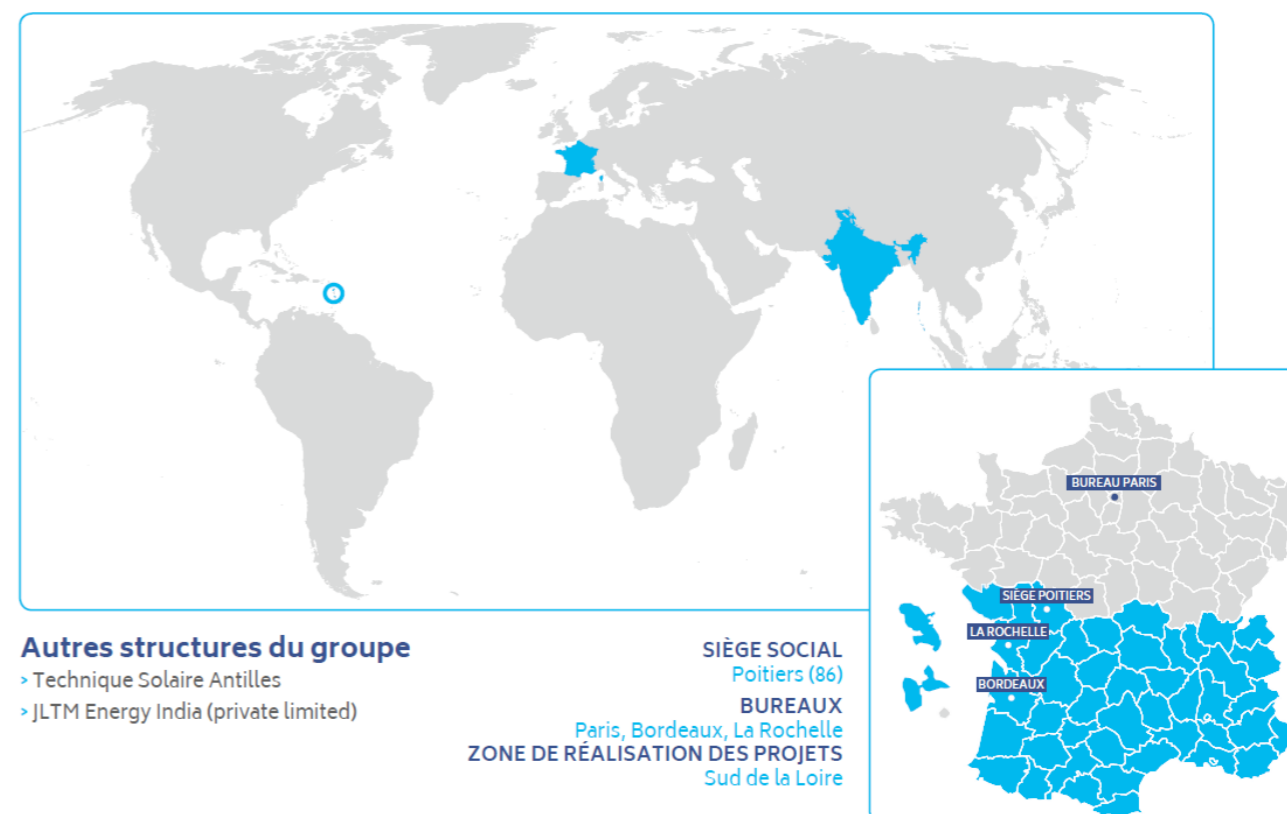 BUREAU PARIS
SIÈGE POITIERS
LA ROCHELLE
BORDEAUX
Autres structures du groupe
> Technique Solaire Antilles
> JLTM Energy India (private limited)
SIÈGE SOCIAL
Poitiers (86)
BUREAUX
Paris, Bordeaux, La Rochelle
ZONE DE RÉALISATION DES PROJETS
Sud de la Loire